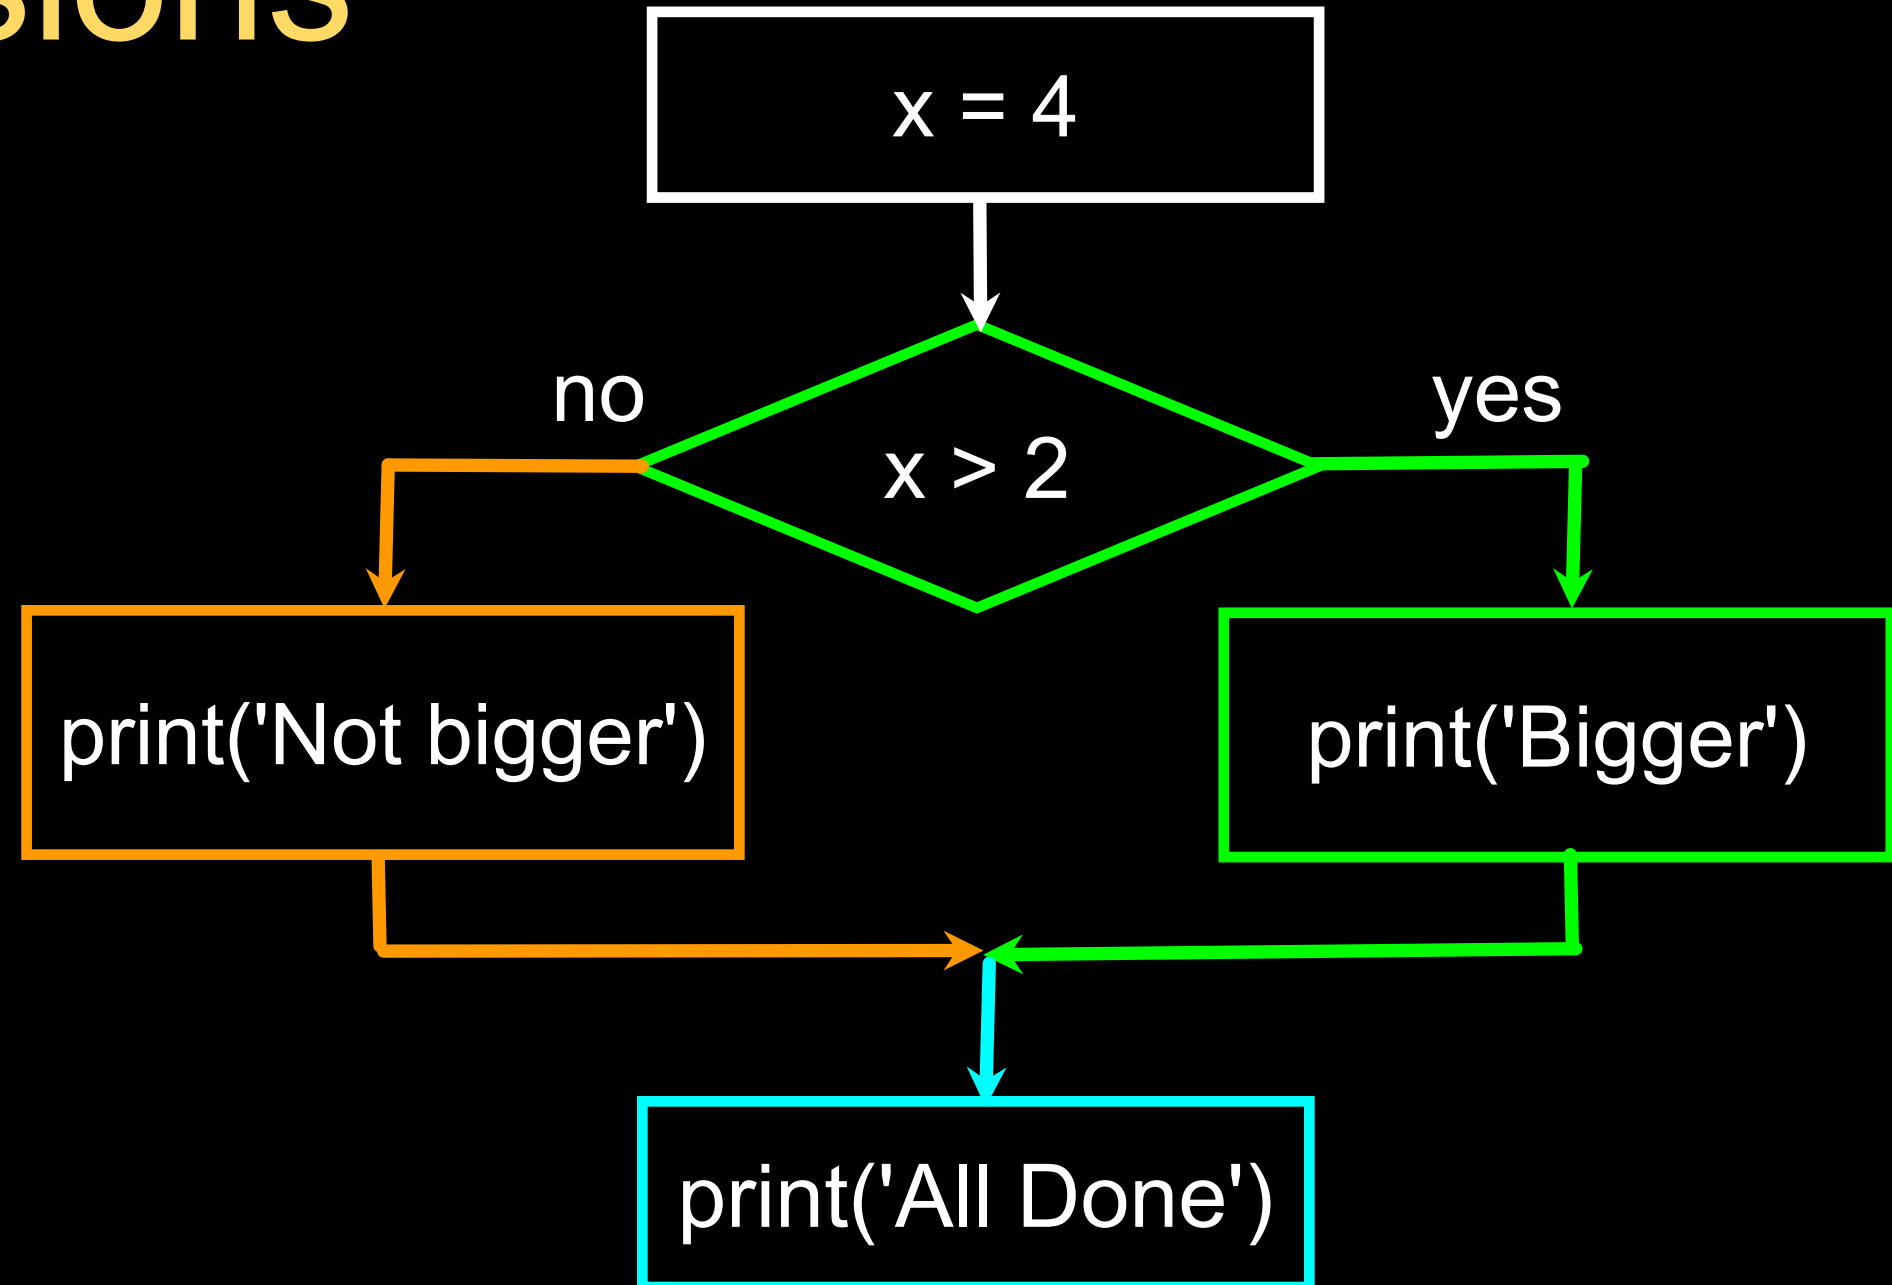 x = 4
no
yes
x > 2
print('Not bigger')
print('Bigger')
print('All Done')